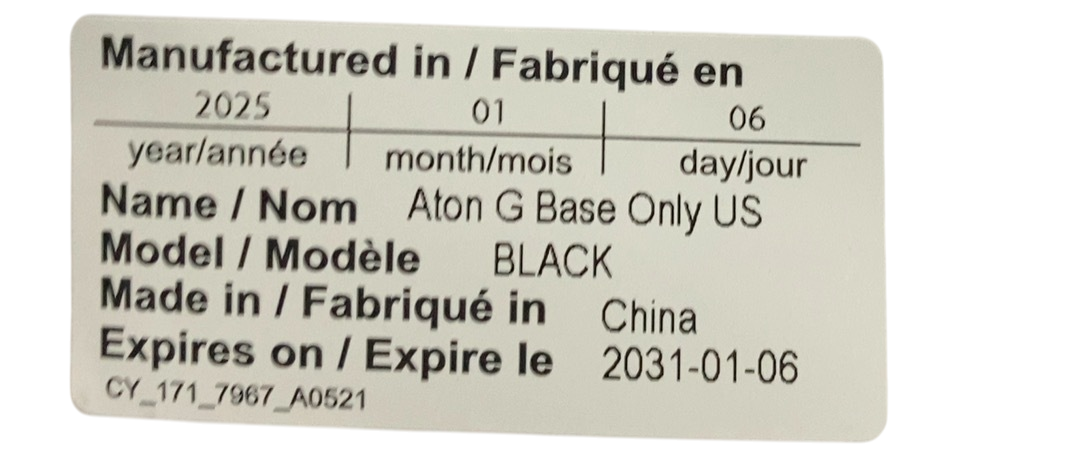 Manufactured in / Fabriqué en
2025 01 06
year/année month/mois day/jour
Name / Nom Aton G Base Only US
Model / Modèle BLACK
Made in / Fabriqué in China
Expires on / Expire le 2031-01-06
CY_171_7967_A0521